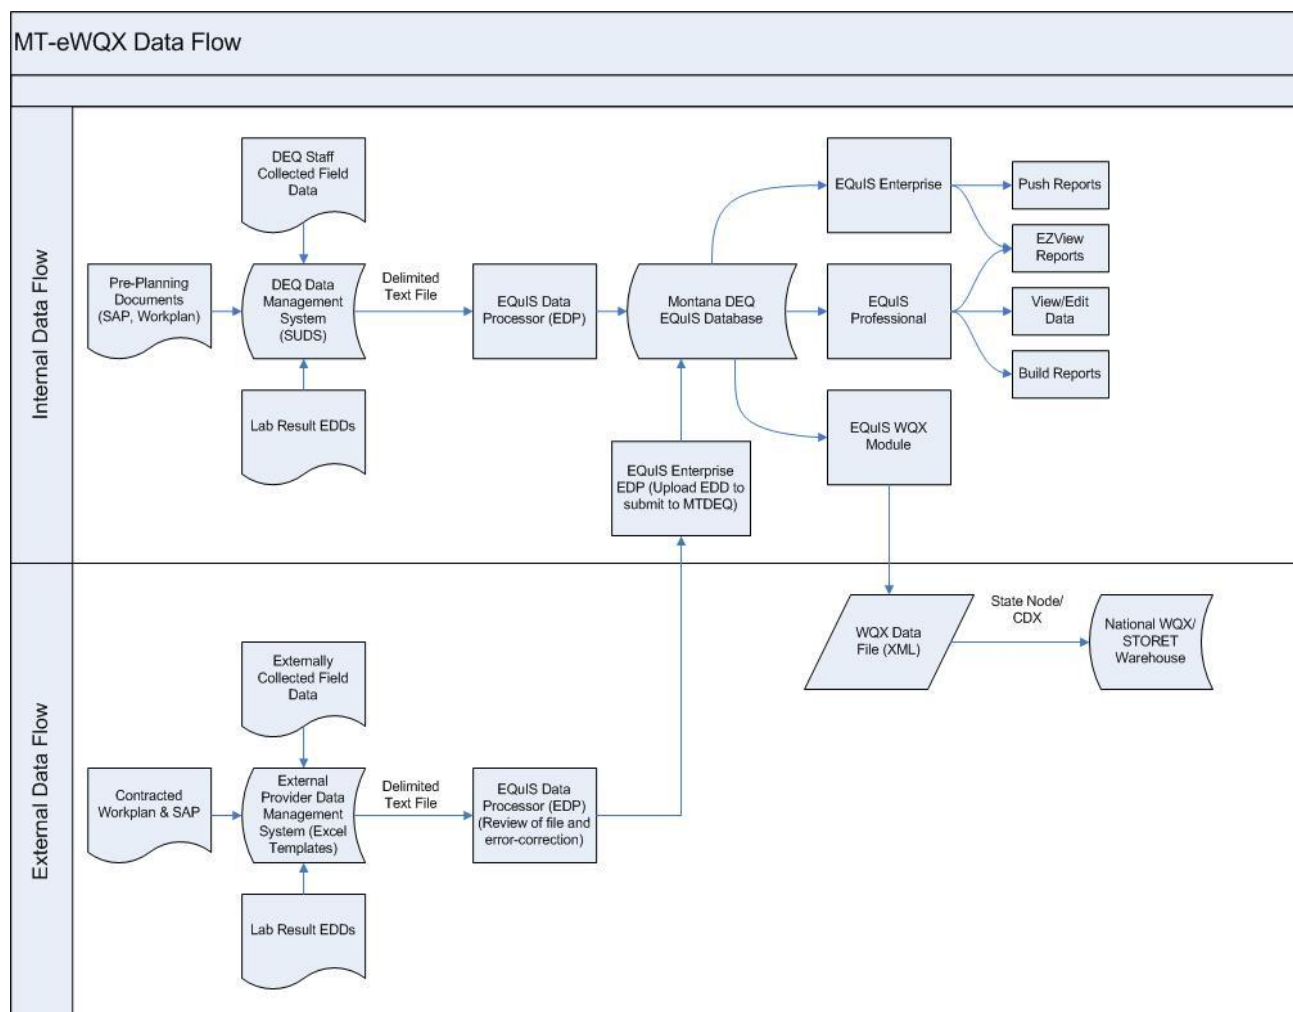 MT-eWQX Data Flow
Internal Data Flow
DEQ Staff
Collected Field
Data
Pre-Planning
Documents
(SAP, Workplan)
DEQ Data
Management
System
(SUDS)
Delimited
Text File
EQuIS Data
Processor (EDP)
Montana DEQ
EQuIS Database
EQuIS Enterprise
Push Reports
EZView
Reports
EQuIS
Professional
View/Edit
Data
Build Reports
Lab Result EDDs
EQuIS WQX
Module
EQuIS Enterprise
EDP (Upload EDD to
submit to MTDEQ)
External Data Flow
WQX Data
File (XML)
State Node/
CDX
National WQX/
STORET
Warehouse
Externally
Collected Field
Data
Contracted
Workplan & SAP
External
Provider Data
Management
System (Excel
Templates)
Delimited
Text File
EQuIS Data
Processor (EDP)
(Review of file and
error-correction)
Lab Result EDDs